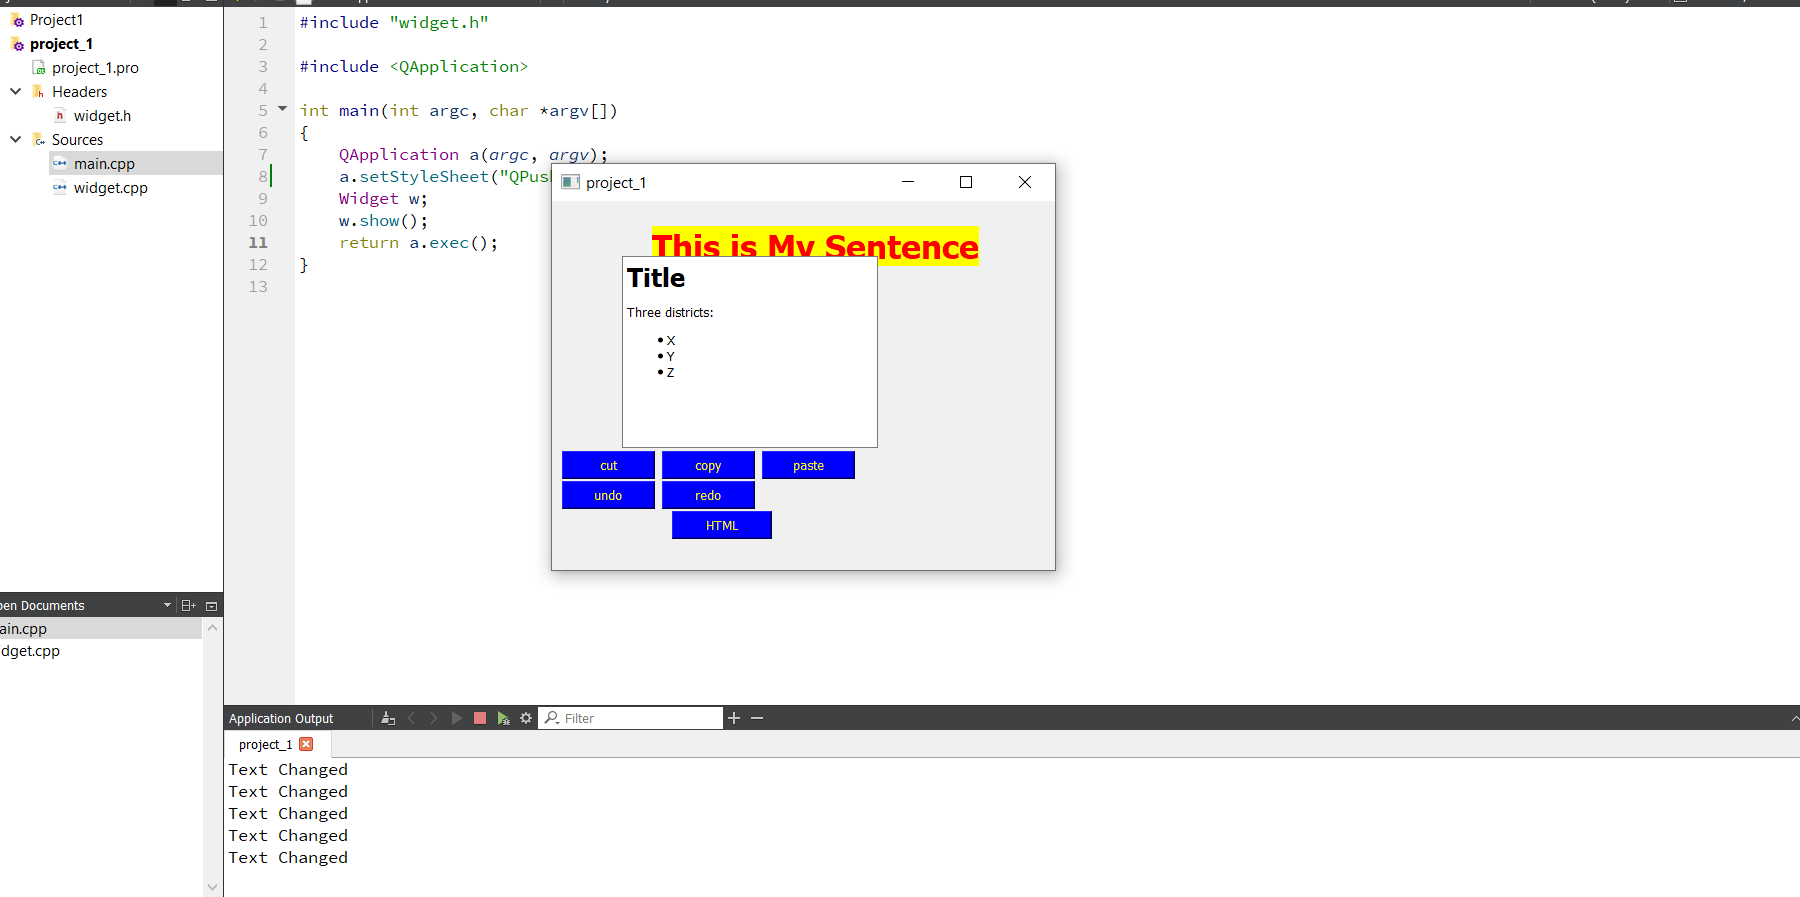 Project1
project_1
project_1.pro
Headers
widget.h
Sources
main.cpp
widget.cpp
1 #include "widget.h"
2
3 #include <QApplication>
4
5 int main(int argc, char *argv[])
6 {
7 QApplication a(argc, argv);
8 a.setStyleSheet("QPus
9 Widget w;
10 w.show();
11 return a.exec();
12 }
13
project_1
This is My Sentence
Title
Three districts:
• X
• Y
• Z
cut copy paste
undo redo
HTML
pen Documents
ain.cpp
dget.cpp
Application Output
Filter
project_1
Text Changed
Text Changed
Text Changed
Text Changed
Text Changed